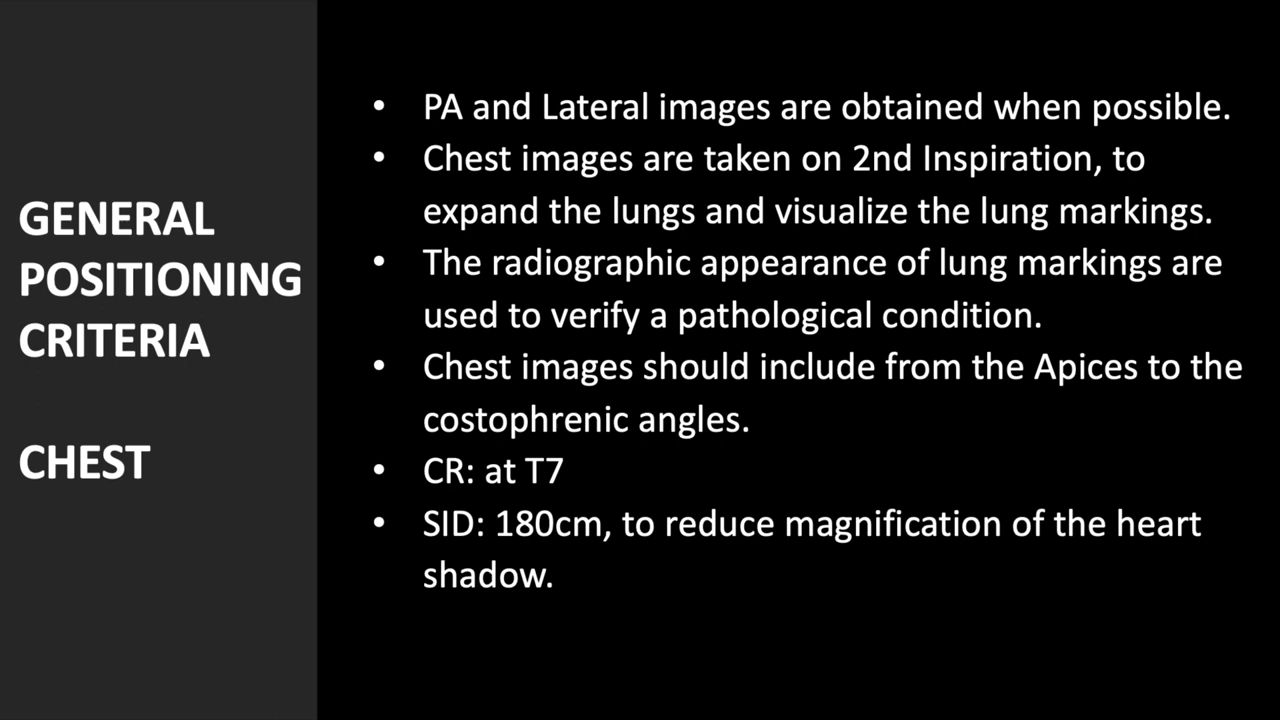 GENERAL
POSITIONING
CRITERIA
CHEST
• PA and Lateral images are obtained when possible.
• Chest images are taken on 2nd Inspiration, to
expand the lungs and visualize the lung markings.
• The radiographic appearance of lung markings are
used to verify a pathological condition.
• Chest images should include from the Apices to the
costophrenic angles.
• CR: at T7
• SID: 180cm, to reduce magnification of the heart
shadow.